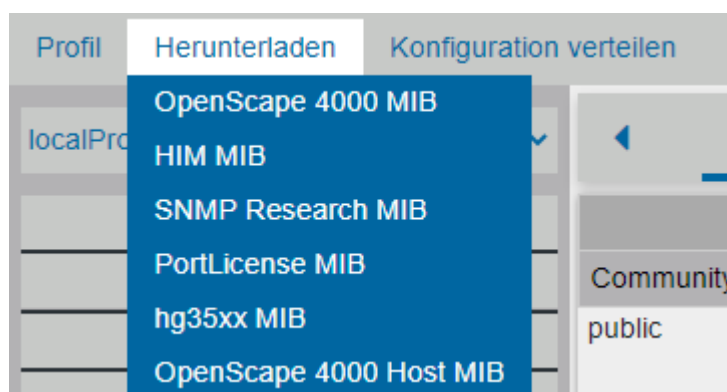 Profil Herunterladen Konfiguration verteilen
OpenScape 4000 MIB
HIM MIB
SNMP Research MIB
PortLicense MIB
hg35xx MIB
OpenScape 4000 Host MIB
Community
public